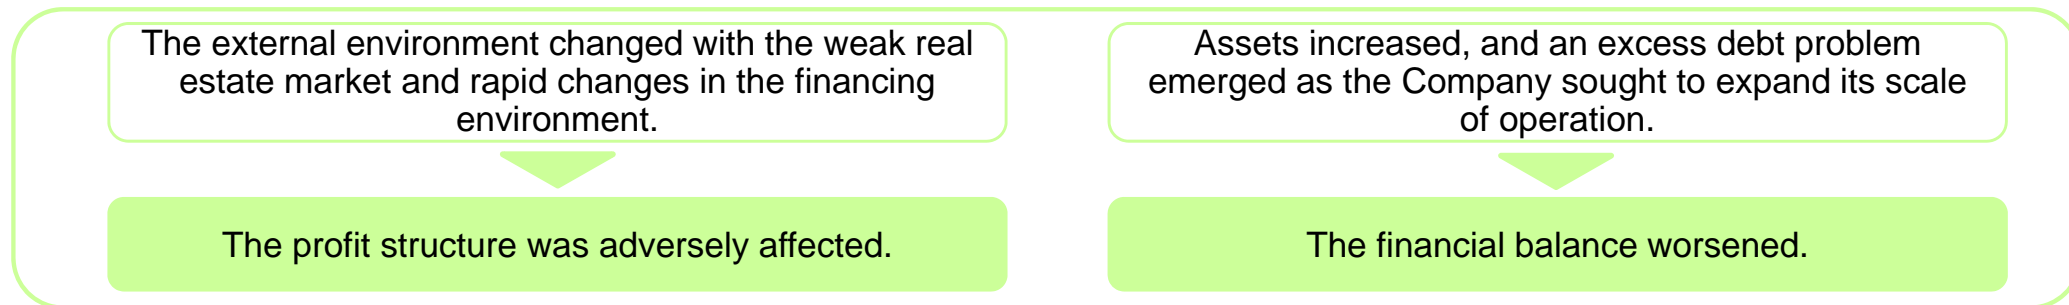 The external environment changed with the weak real
estate market and rapid changes in the financing
environment.
The profit structure was adversely affected.
Assets increased, and an excess debt problem
emerged as the Company sought to expand its scale
of operation.
The financial balance worsened.